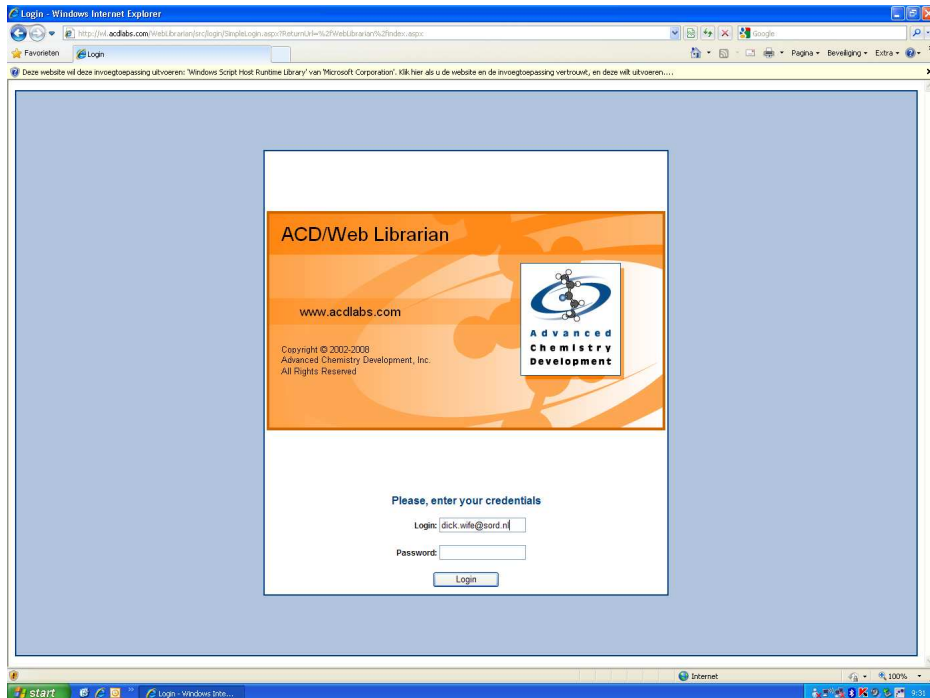 Login - Windows Internet Explorer
http://wl.acdlabs.com/WebLibrarian/src/login/SimpleLogin.aspx?ReturnUrl=%2fWebLibrarian%2findex.aspx
Google
Favorieten
Login
Pagina
Beveiliging
Extra
Deze website wil deze invoegtoepassing uitvoeren: 'Windows Script Host Runtime Library' van 'Microsoft Corporation'. Klik hier als u de website en de invoegtoepassing vertrouwt, en deze wilt uitvoeren....
ACD/Web Librarian
www.acdlabs.com
Copyright © 2002-2008
Advanced Chemistry Development, Inc.
All Rights Reserved
Advanced
Chemistry
Development
Please, enter your credentials
Login: dick.wife@sord.nl
Password:
Login
Internet
100%
start
Login - Windows Inte...
9:31